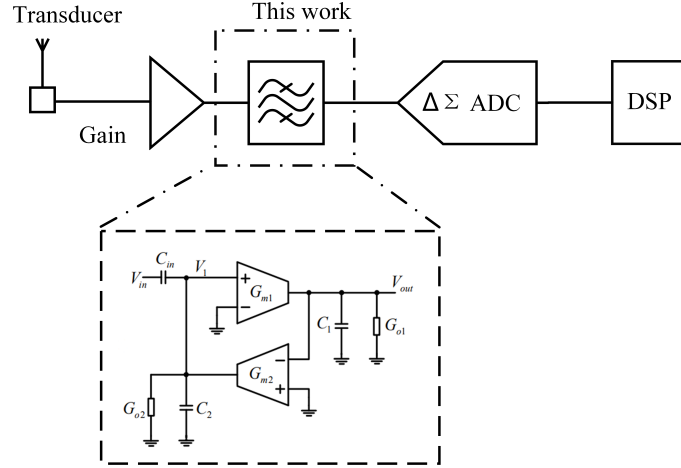 Transducer
This work
Gain
Δ Σ ADC
DSP
C_in
V_in
V_1
+
G_m1
−
V_out
C_1
G_o1
−
G_m2
+
G_o2
C_2